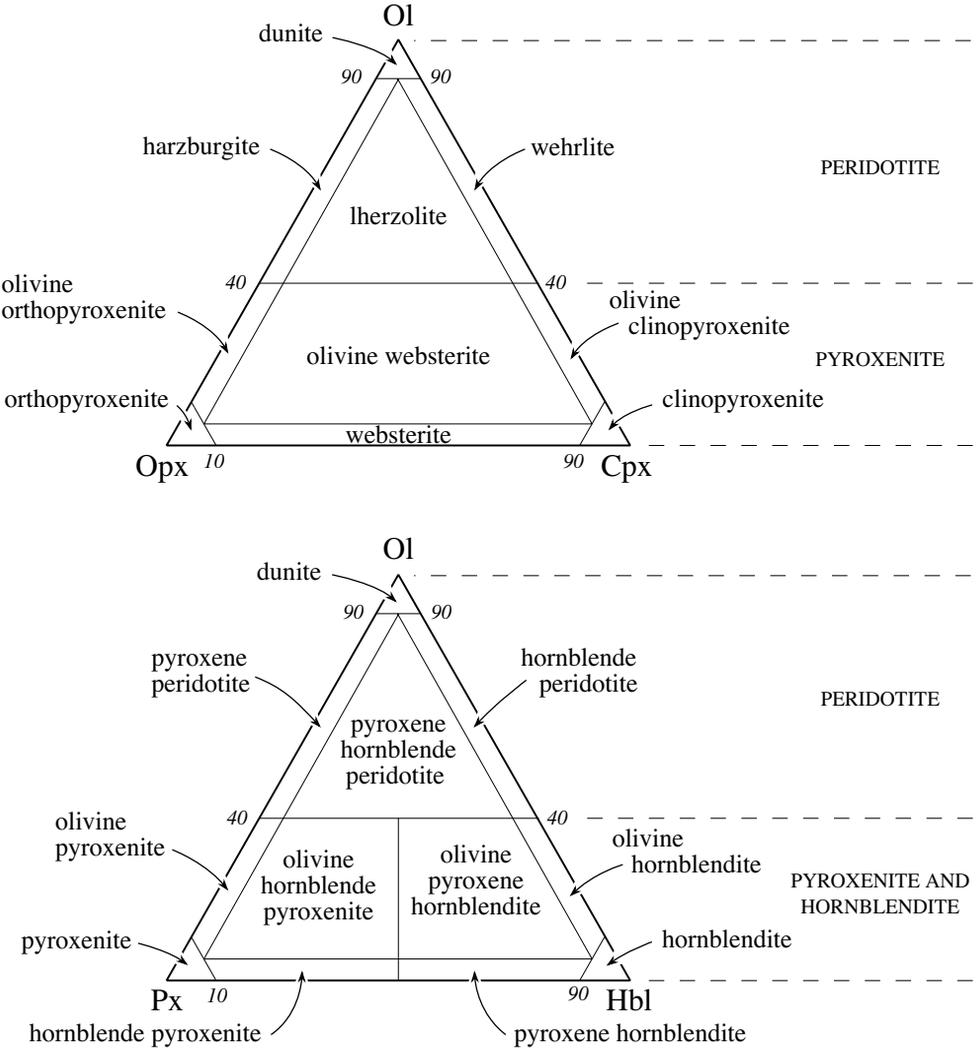 Ol
dunite
90
90
harzburgite
wehrlite
PERIDOTITE
lherzolite
40
40
olivine
orthopyroxenite
olivine
clinopyroxenite
olivine websterite
PYROXENITE
orthopyroxenite
clinopyroxenite
websterite
Opx
10
90
Cpx
Ol
dunite
90
90
pyroxene
peridotite
hornblende
peridotite
PERIDOTITE
pyroxene
hornblende
peridotite
40
40
olivine
pyroxenite
olivine
hornblende
pyroxenite
olivine
pyroxene
hornblendite
olivine
hornblendite
PYROXENITE AND
HORNBLENDITE
pyroxenite
hornblendite
Px
10
90
Hbl
hornblende pyroxenite
pyroxene hornblendite